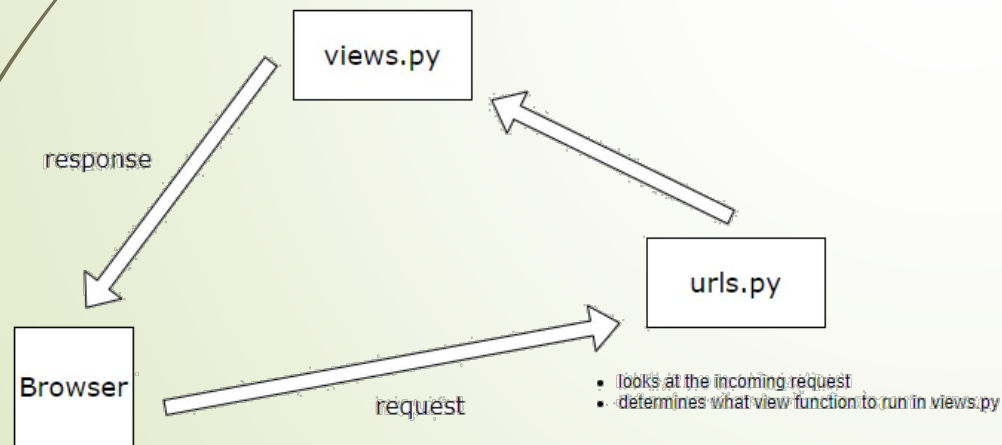 views.py
response
urls.py
Browser
• looks at the incoming request
• determines what view function to run in views.py
request